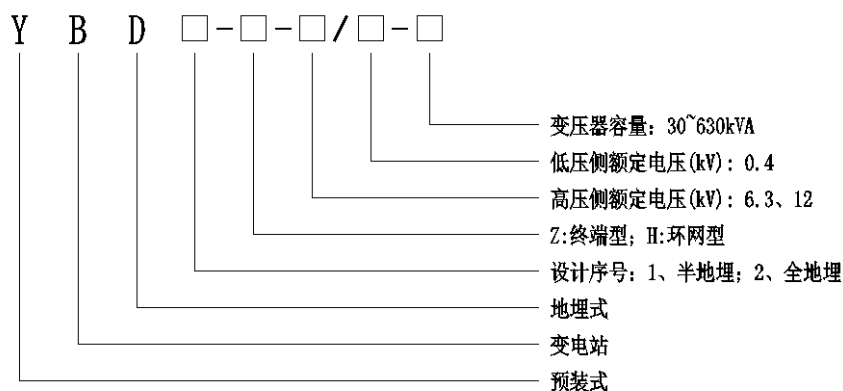 Y B D □-□-□/□-□
变压器容量: 30~630kVA
低压侧额定电压(kV): 0.4
高压侧额定电压(kV): 6.3、12
Z:终端型; H:环网型
设计序号: 1、半地埋; 2、全地埋
地埋式
变电站
预装式